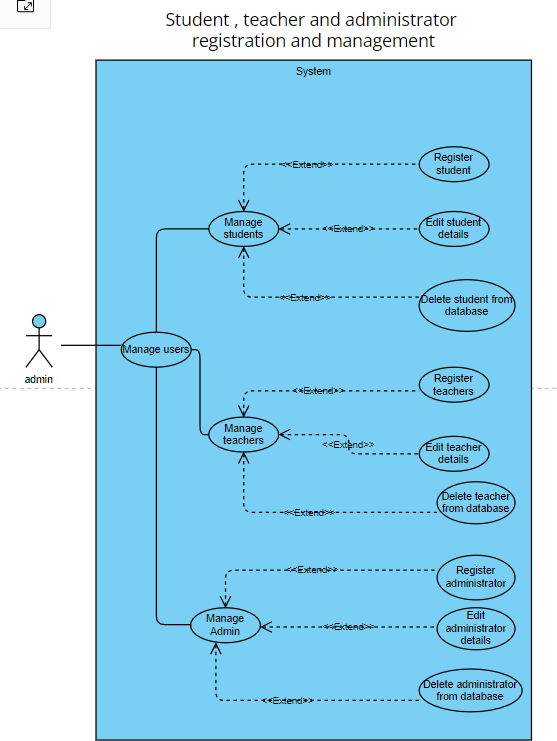 Student , teacher and administrator
registration and management
System
<<Extend>>
Register
student
Manage
students
<<Extend>>
Edit student
details
<<Extend>>
Delete student from
database
admin
Manage users
<<Extend>>
Register
teachers
Manage
teachers
<<Extend>>
Edit teacher
details
<<Extend>>
Delete teacher
from database
<<Extend>>
Register
administrator
Manage
Admin
<<Extend>>
Edit
administrator
details
<<Extend>>
Delete administrator
from database